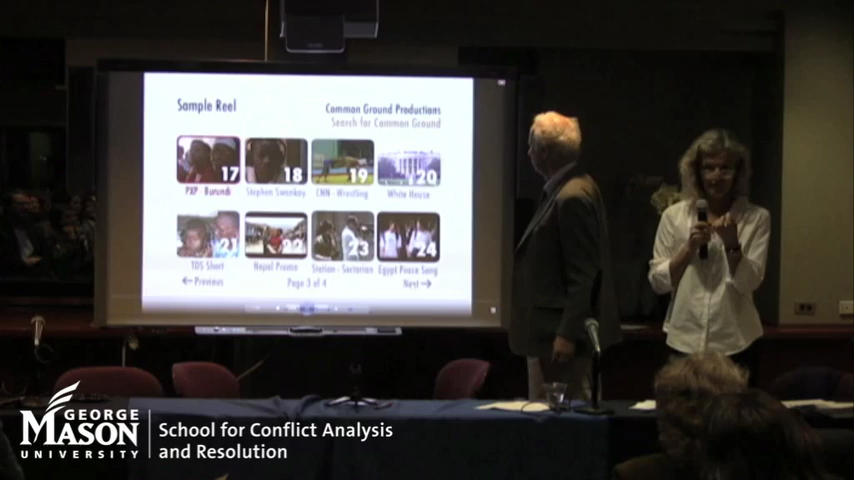 Sample Reel
Common Ground Productions
Search for Common Ground
17 18 19 20
PXP - Burundi Stephen Swankay CNN - Wrestling White House
21 22 23 24
TDS Short Nepal Promo Station - Sectarian Egypt Peace Song
Previous Page 3 of 4 Next
GEORGE
MASON
UNIVERSITY
School for Conflict Analysis
and Resolution